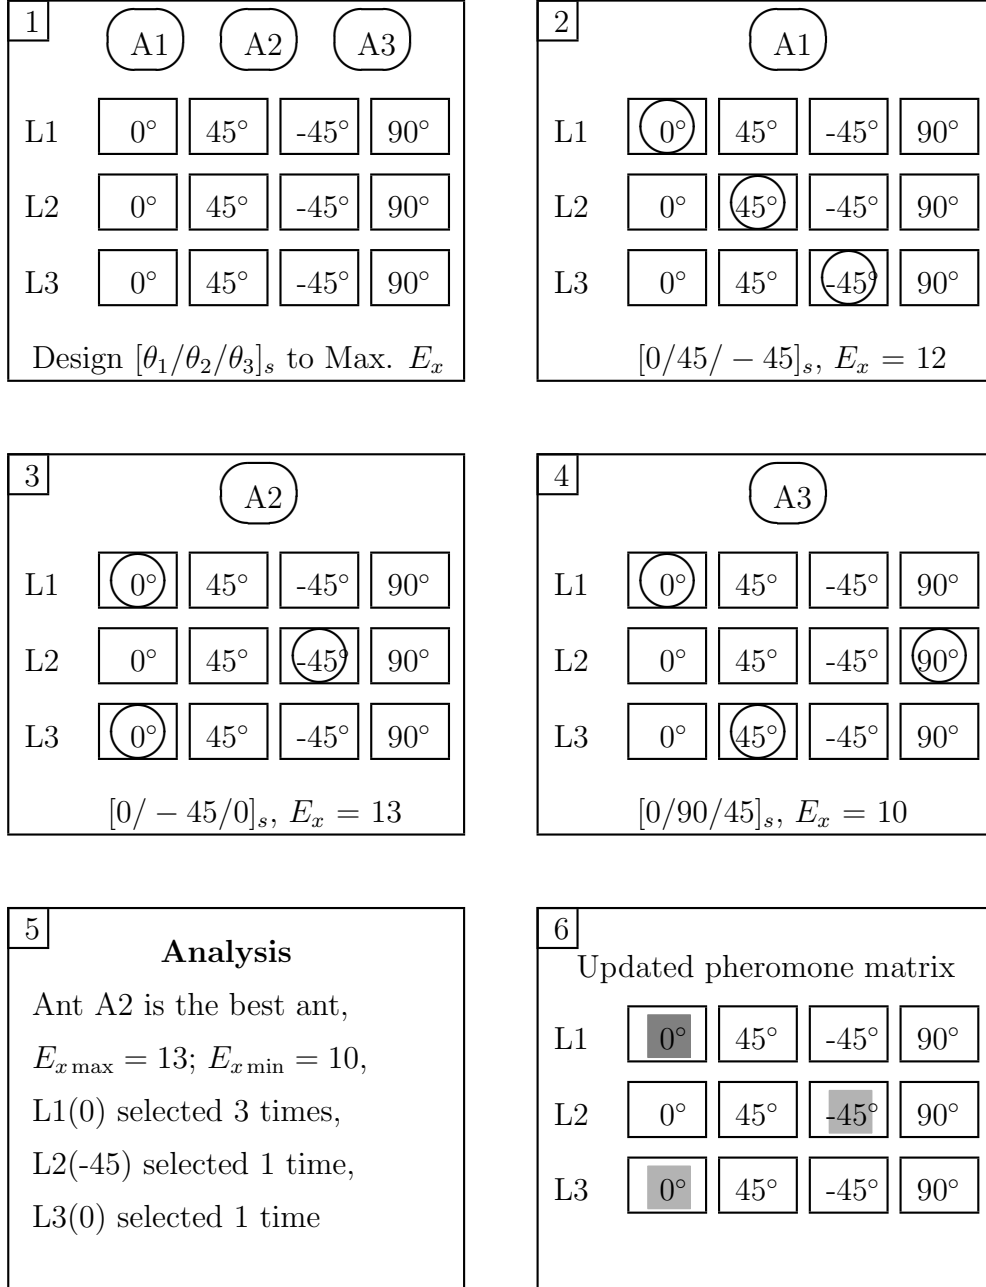 1
A1 A2 A3
L1 0° 45° -45° 90°
L2 0° 45° -45° 90°
L3 0° 45° -45° 90°
Design [θ₁/θ₂/θ₃]ₛ to Max. Eₓ
2
A1
L1 0° 45° -45° 90°
L2 0° 45° -45° 90°
L3 0° 45° -45° 90°
[0/45/ − 45]ₛ, Eₓ = 12
3
A2
L1 0° 45° -45° 90°
L2 0° 45° -45° 90°
L3 0° 45° -45° 90°
[0/ − 45/0]ₛ, Eₓ = 13
4
A3
L1 0° 45° -45° 90°
L2 0° 45° -45° 90°
L3 0° 45° -45° 90°
[0/90/45]ₛ, Eₓ = 10
5
Analysis
Ant A2 is the best ant,
Eₓ ₘₐₓ = 13; Eₓ ₘᵢₙ = 10,
L1(0) selected 3 times,
L2(-45) selected 1 time,
L3(0) selected 1 time
6
Updated pheromone matrix
L1 0° 45° -45° 90°
L2 0° 45° -45° 90°
L3 0° 45° -45° 90°